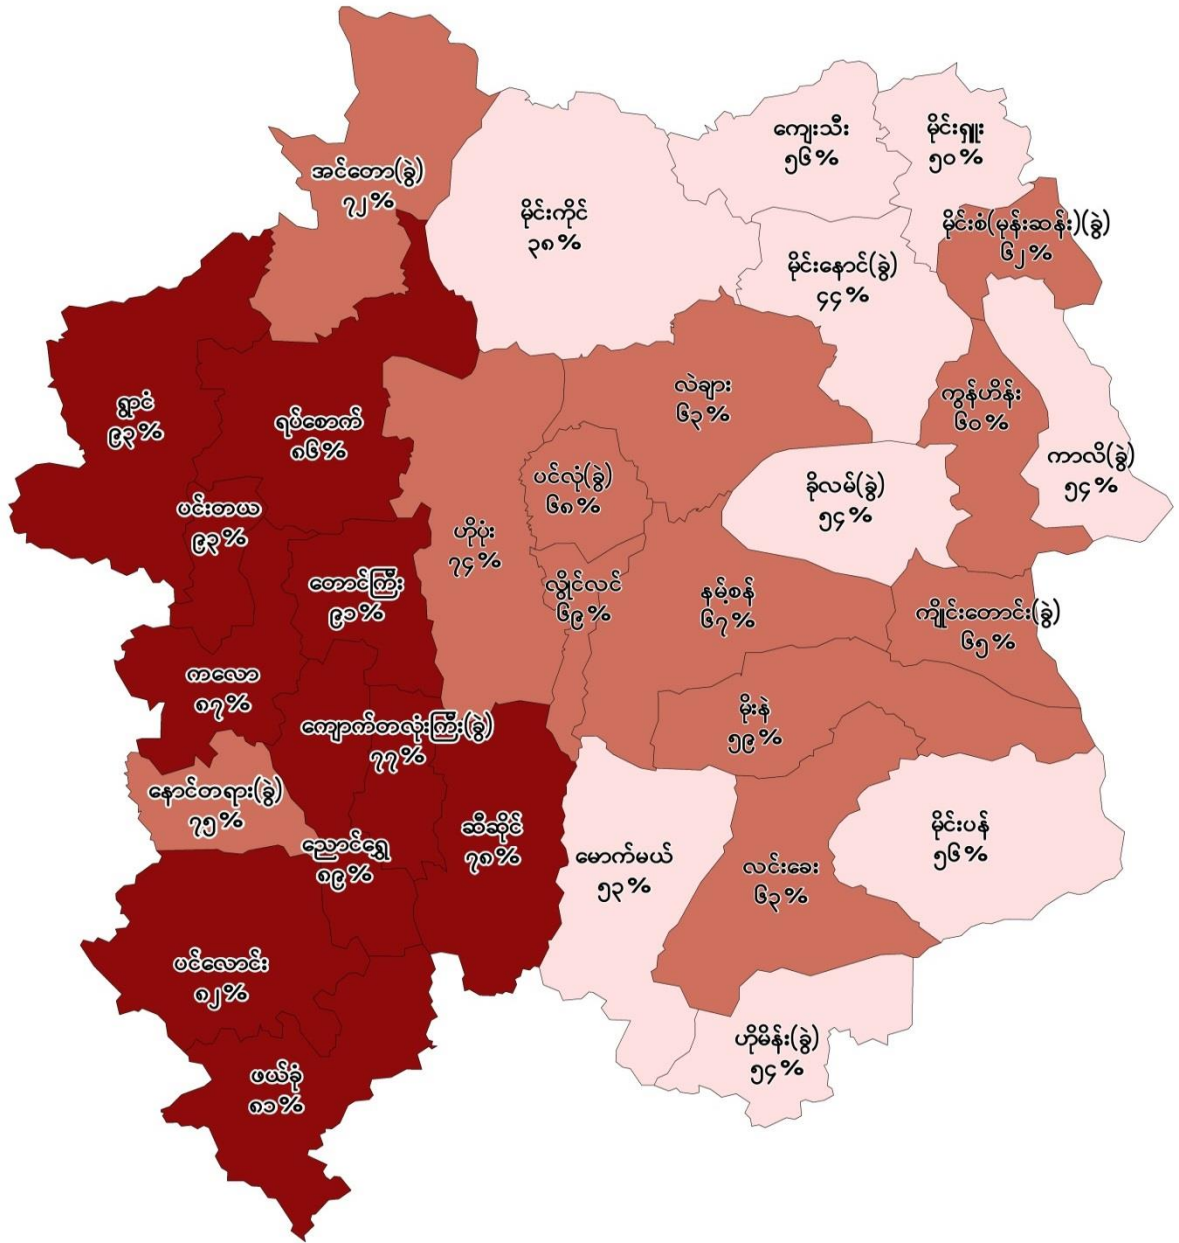 ကျေးသီး
၅၆%
မိုင်းရှူး
၅၀%
အင်တော(ခွဲ)
၇၂%
မိုင်းကိုင်
၃၈%
မိုင်းစံ(မုန်းဆန်း)(ခွဲ)
၆၂%
မိုင်းနောင်(ခွဲ)
၄၄%
ရွာငံ
၉၃%
ရပ်စောက်
၈၆%
လဲချား
၆၃%
ကွန်ဟိန်း
၆၀%
ကာလိ(ခွဲ)
၅၄%
ပင်လုံ(ခွဲ)
၆၈%
ခိုလမ်(ခွဲ)
၅၄%
ပင်းတယ
၉၃%
ဟိုပုံး
၇၄%
တောင်ကြီး
၉၁%
လွိုင်လင်
၆၉%
နမ့်စန်
၆၇%
ကျိုင်းတောင်း(ခွဲ)
၆၅%
ကလော
၈၇%
ကျောက်တလုံးကြီး(ခွဲ)
၇၇%
မိုးနဲ
၅၉%
နောင်တရား(ခွဲ)
၇၅%
ဆီဆိုင်
၇၈%
မိုင်းပန်
၅၆%
ညောင်ရွှေ
၈၉%
မောက်မယ်
၅၃%
လင်းခေး
၆၃%
ပင်လောင်း
၈၂%
ဟိုမိန်း(ခွဲ)
၅၄%
ဖယ်ခုံ
၈၁%